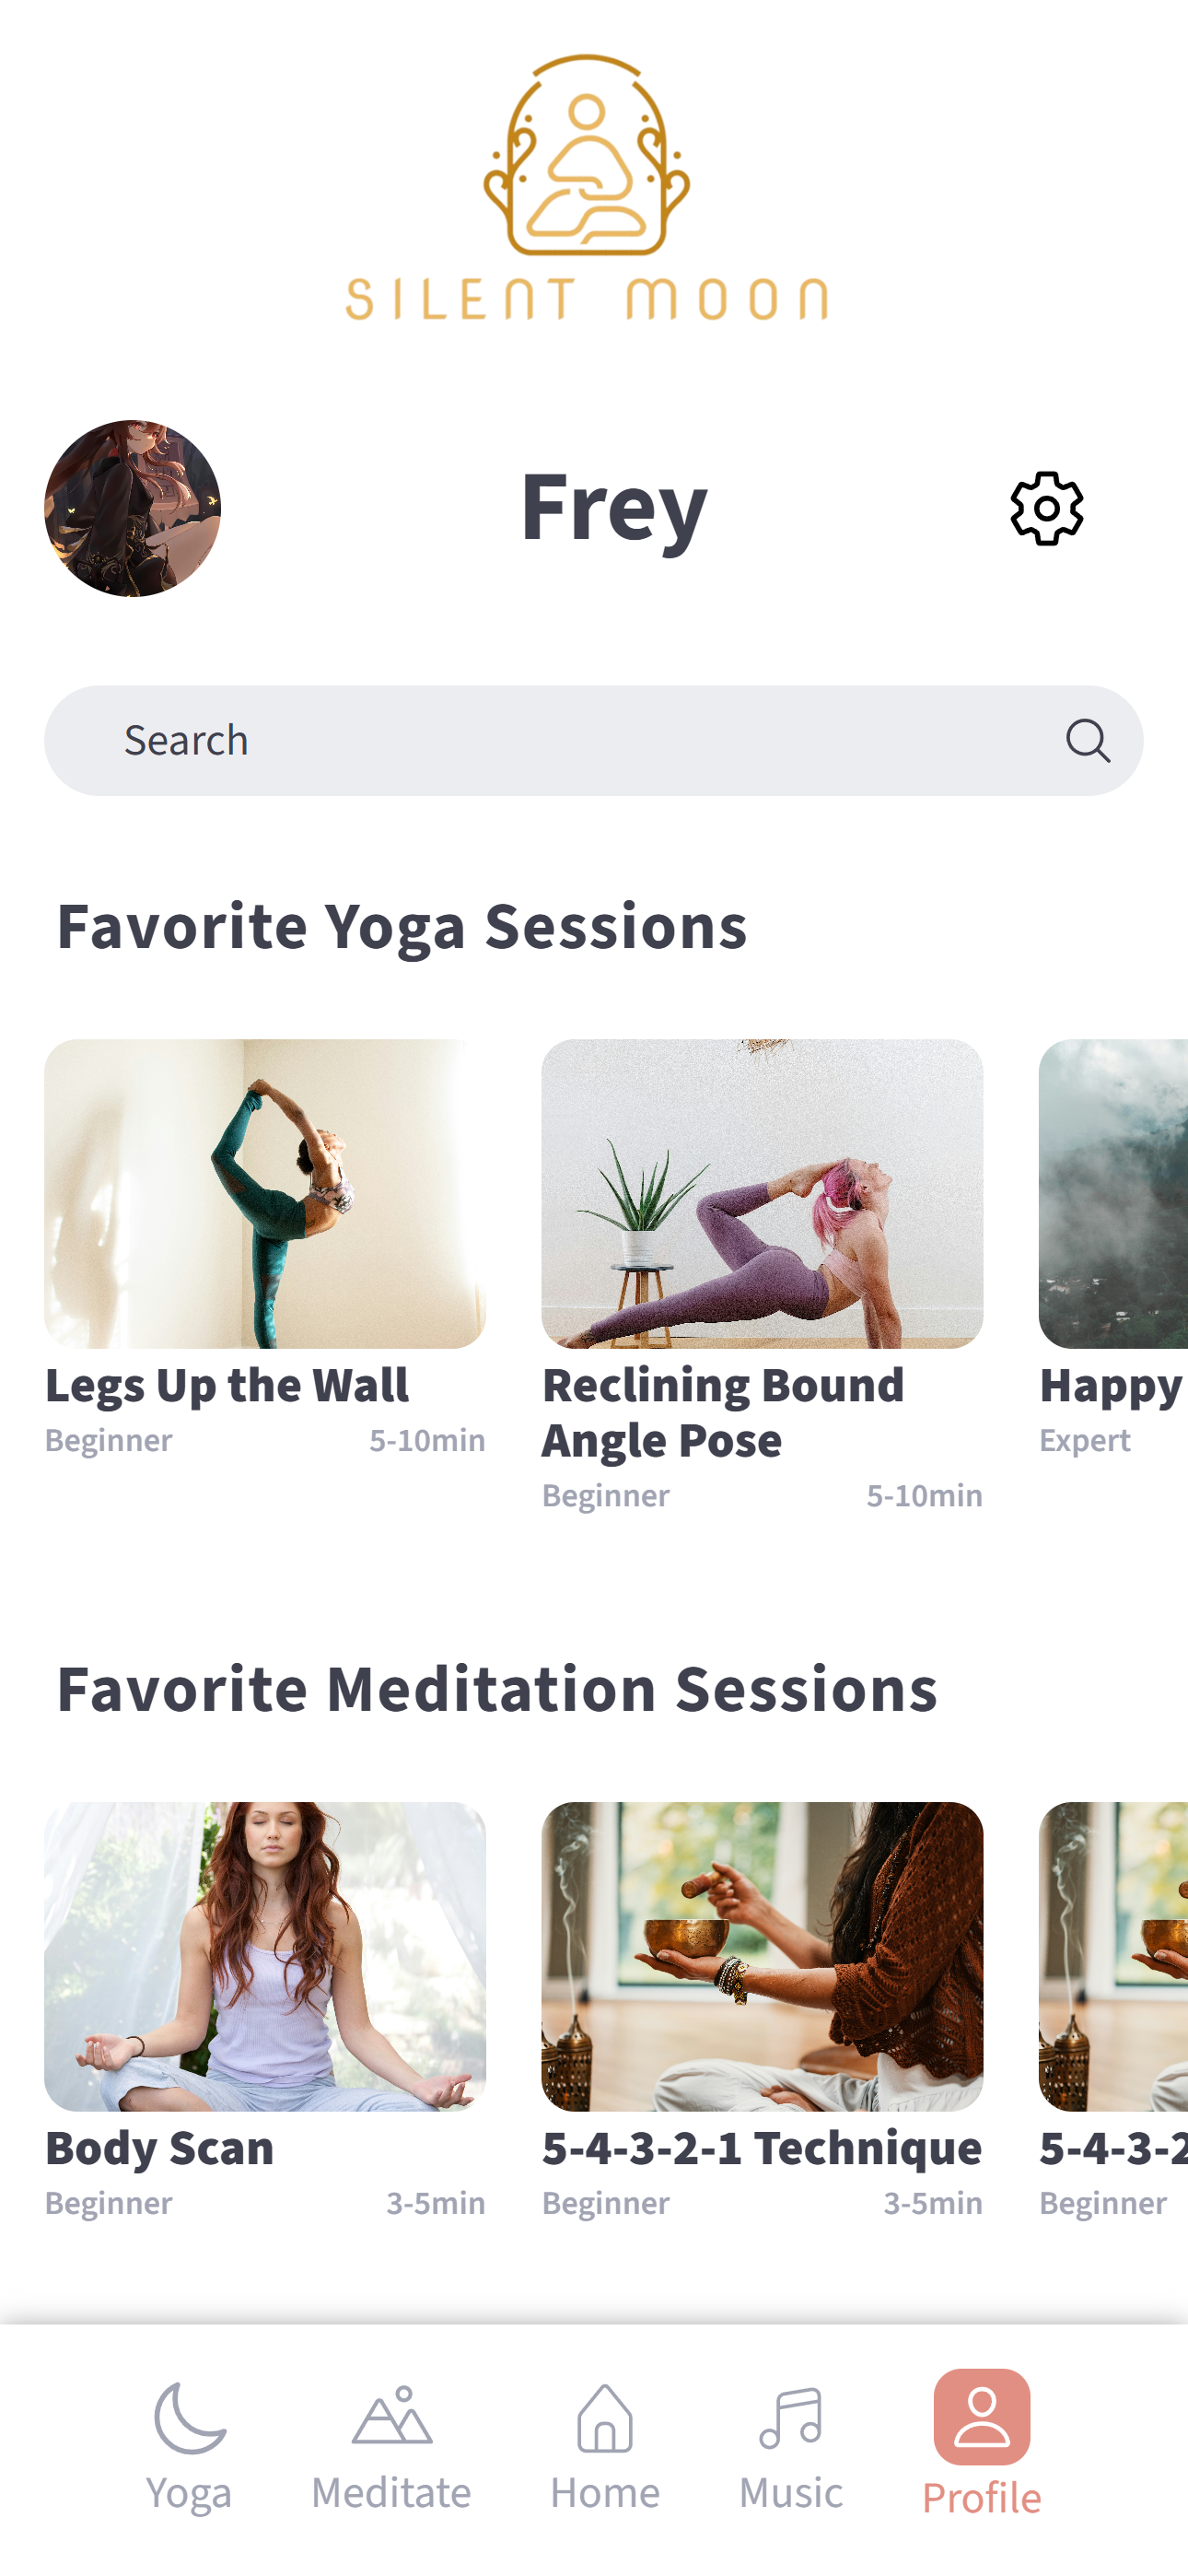 SILENT MOON
Frey
Search
Favorite Yoga Sessions
Legs Up the Wall
Beginner 5-10min
Reclining Bound
Angle Pose
Beginner 5-10min
Happy
Expert
Favorite Meditation Sessions
Body Scan
Beginner 3-5min
5-4-3-2-1 Technique
Beginner 3-5min
5-4-3-2
Beginner
Yoga
Meditate
Home
Music
Profile